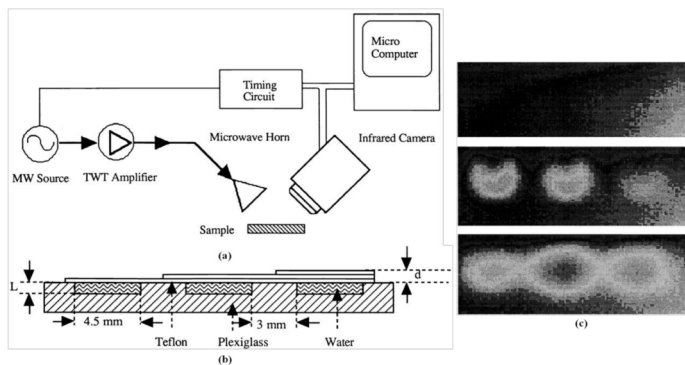 Micro
Computer
Timing
Circuit
Microwave Horn
Infrared Camera
MW Source
TWT Amplifier
Sample
(a)
L
d
4.5 mm
3 mm
Teflon
Plexiglass
Water
(b)
(c)